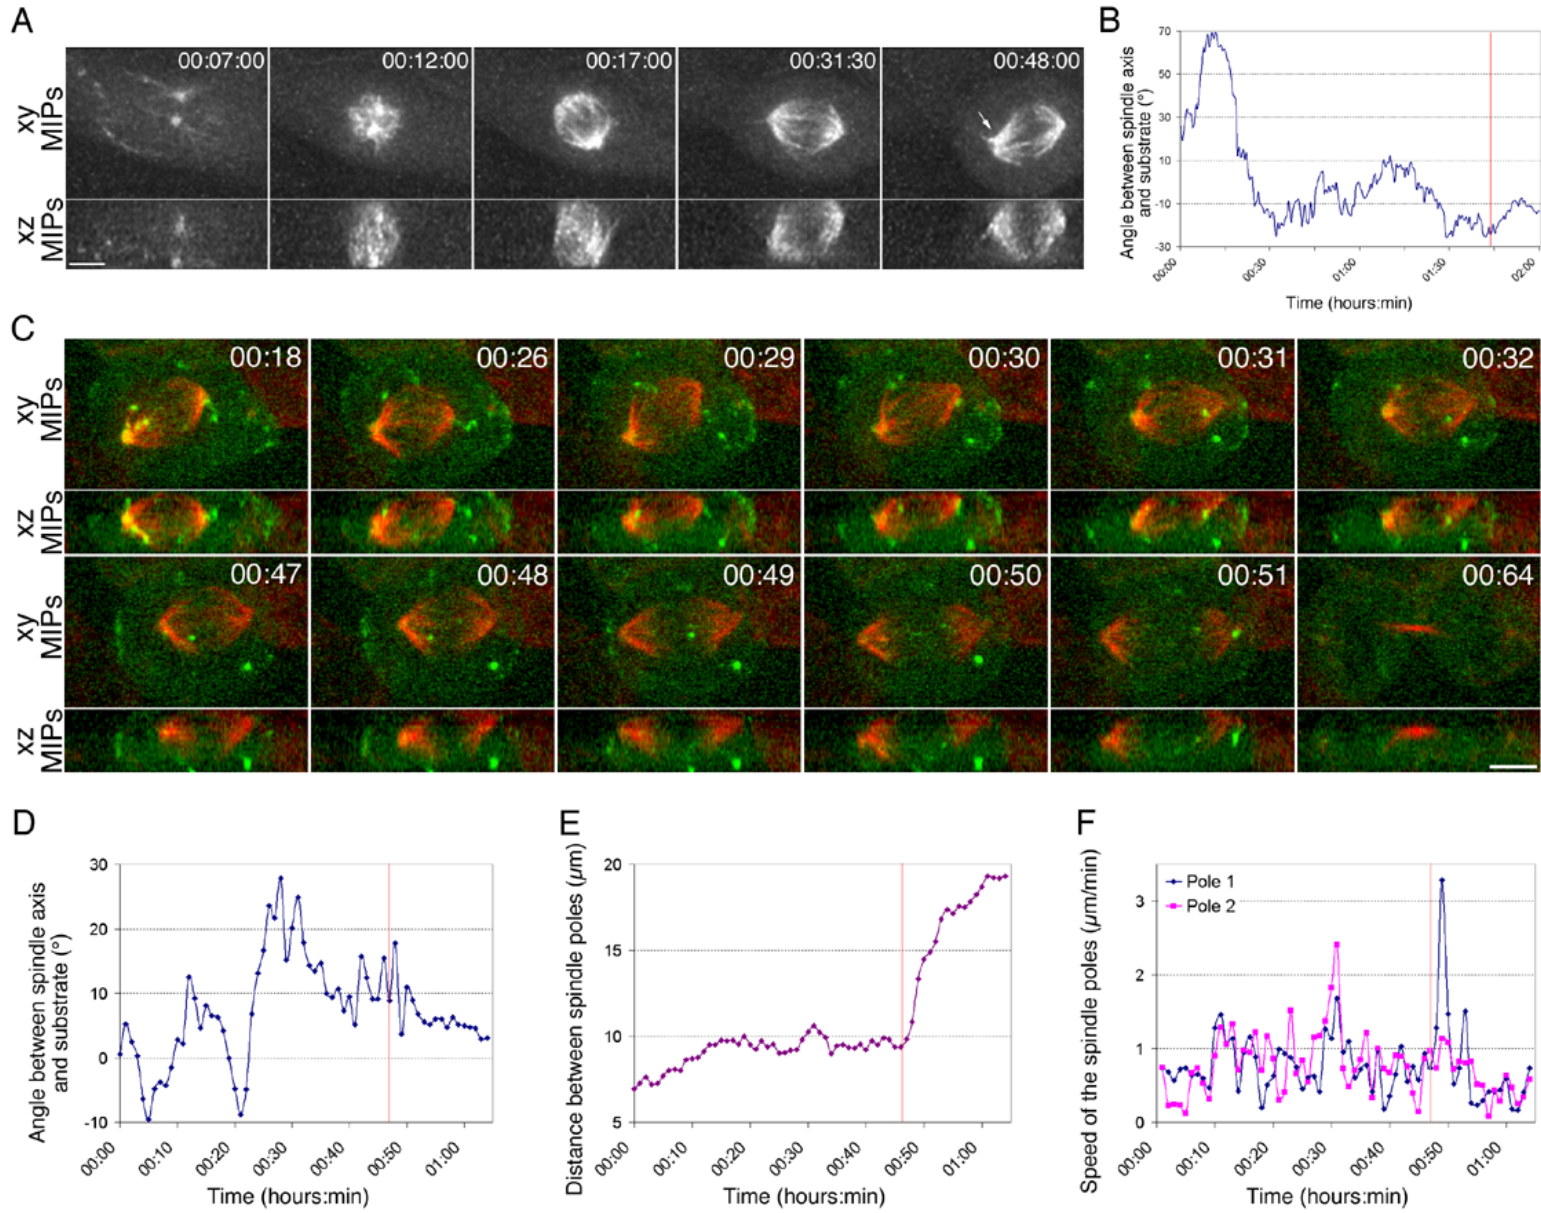 A
00:07:00
00:12:00
00:17:00
00:31:30
00:48:00
xy
MIPs
xz
MIPs
B
Angle between spindle axis
and substrate (°)
70
50
30
10
-10
-30
00:00
00:30
01:00
01:30
02:00
Time (hours:min)
C
00:18
00:26
00:29
00:30
00:31
00:32
xy
MIPs
xz
MIPs
00:47
00:48
00:49
00:50
00:51
00:64
xy
MIPs
xz
MIPs
D
Angle between spindle axis
and substrate (°)
30
20
10
0
-10
00:00
00:10
00:20
00:30
00:40
00:50
01:00
Time (hours:min)
E
Distance between spindle poles (µm)
20
15
10
5
00:00
00:10
00:20
00:30
00:40
00:50
01:00
Time (hours:min)
F
Speed of the spindle poles (µm/min)
Pole 1
Pole 2
3
2
1
0
00:00
00:10
00:20
00:30
00:40
00:50
01:00
Time (hours:min)